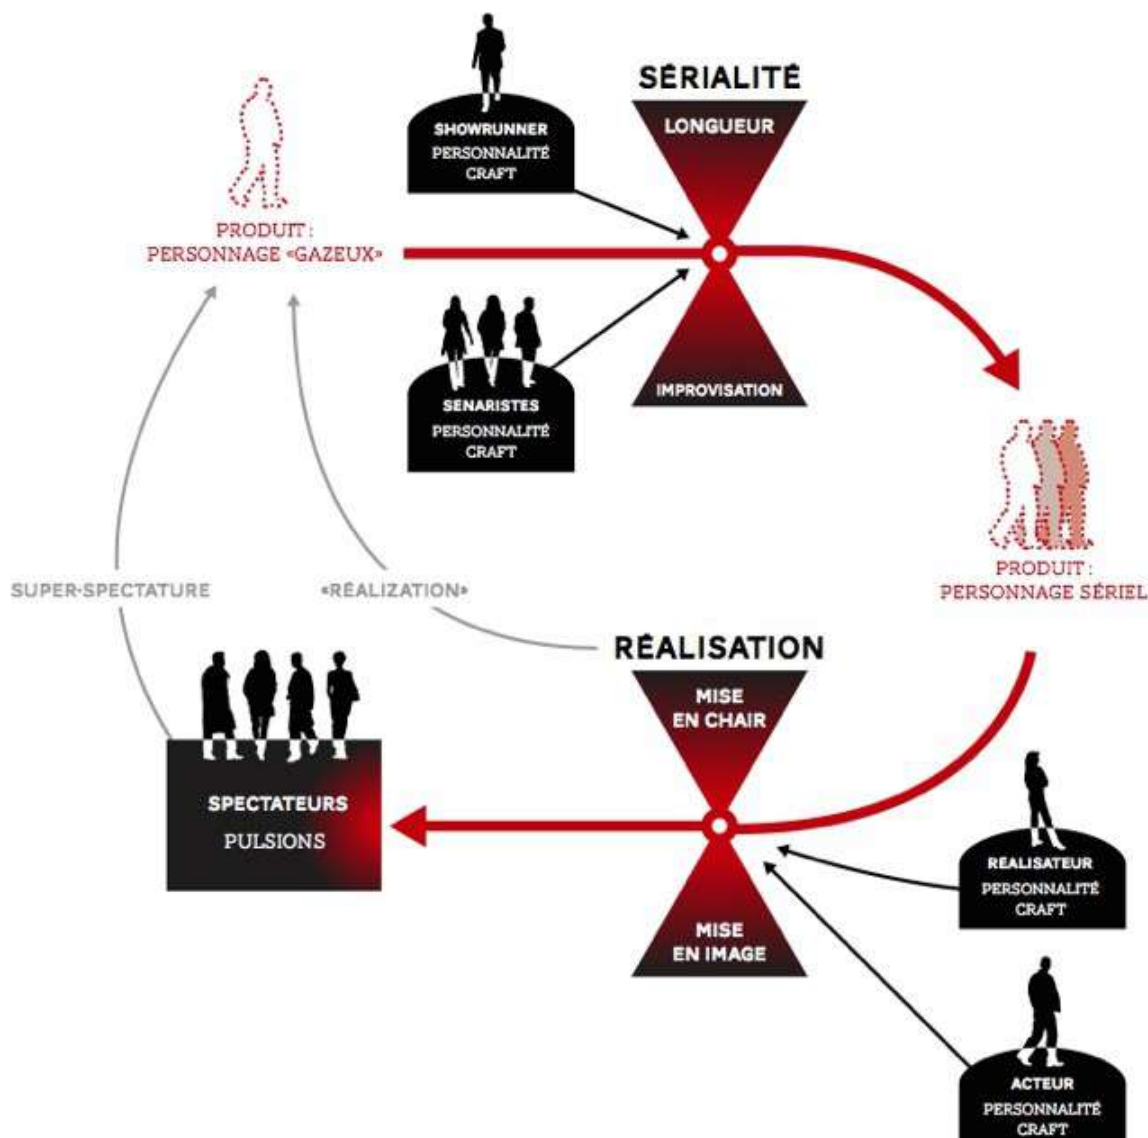 SÉRIALITÉ
LONGUEUR
SHOWRUNNER
PERSONNALITÉ
CRAFT
PRODUIT :
PERSONNAGE «GAZEUX»
SENARISTES
PERSONNALITÉ
CRAFT
IMPROVISATION
PRODUIT :
PERSONNAGE SÉRIEL
SUPER-SPECTATURE
«RÉALIZATION»
RÉALISATION
MISE
EN CHAIR
SPECTATEURS
PULSIONS
MISE
EN IMAGE
RÉALISATEUR
PERSONNALITÉ
CRAFT
ACTEUR
PERSONNALITÉ
CRAFT